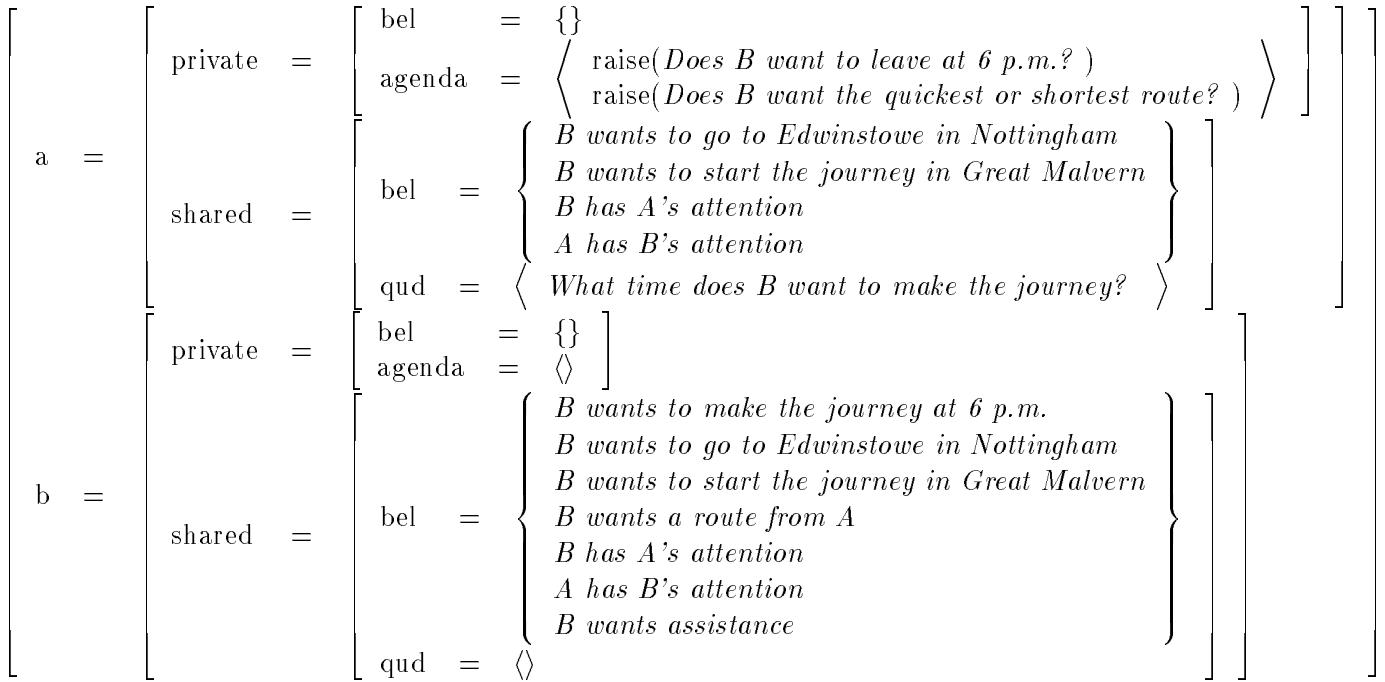 bel = {}
private = agenda = ⟨ raise(Does B want to leave at 6 p.m.? )
raise(Does B want the quickest or shortest route? ) ⟩
B wants to go to Edwinstowe in Nottingham
a =
B wants to start the journey in Great Malvern
shared = bel =
B has A's attention
A has B's attention
qud = ⟨ What time does B want to make the journey? ⟩
bel = {}
private =
agenda = ⟨⟩
B wants to make the journey at 6 p.m.
B wants to go to Edwinstowe in Nottingham
B wants to start the journey in Great Malvern
b =
shared = bel = B wants a route from A
B has A's attention
A has B's attention
B wants assistance
qud = ⟨⟩